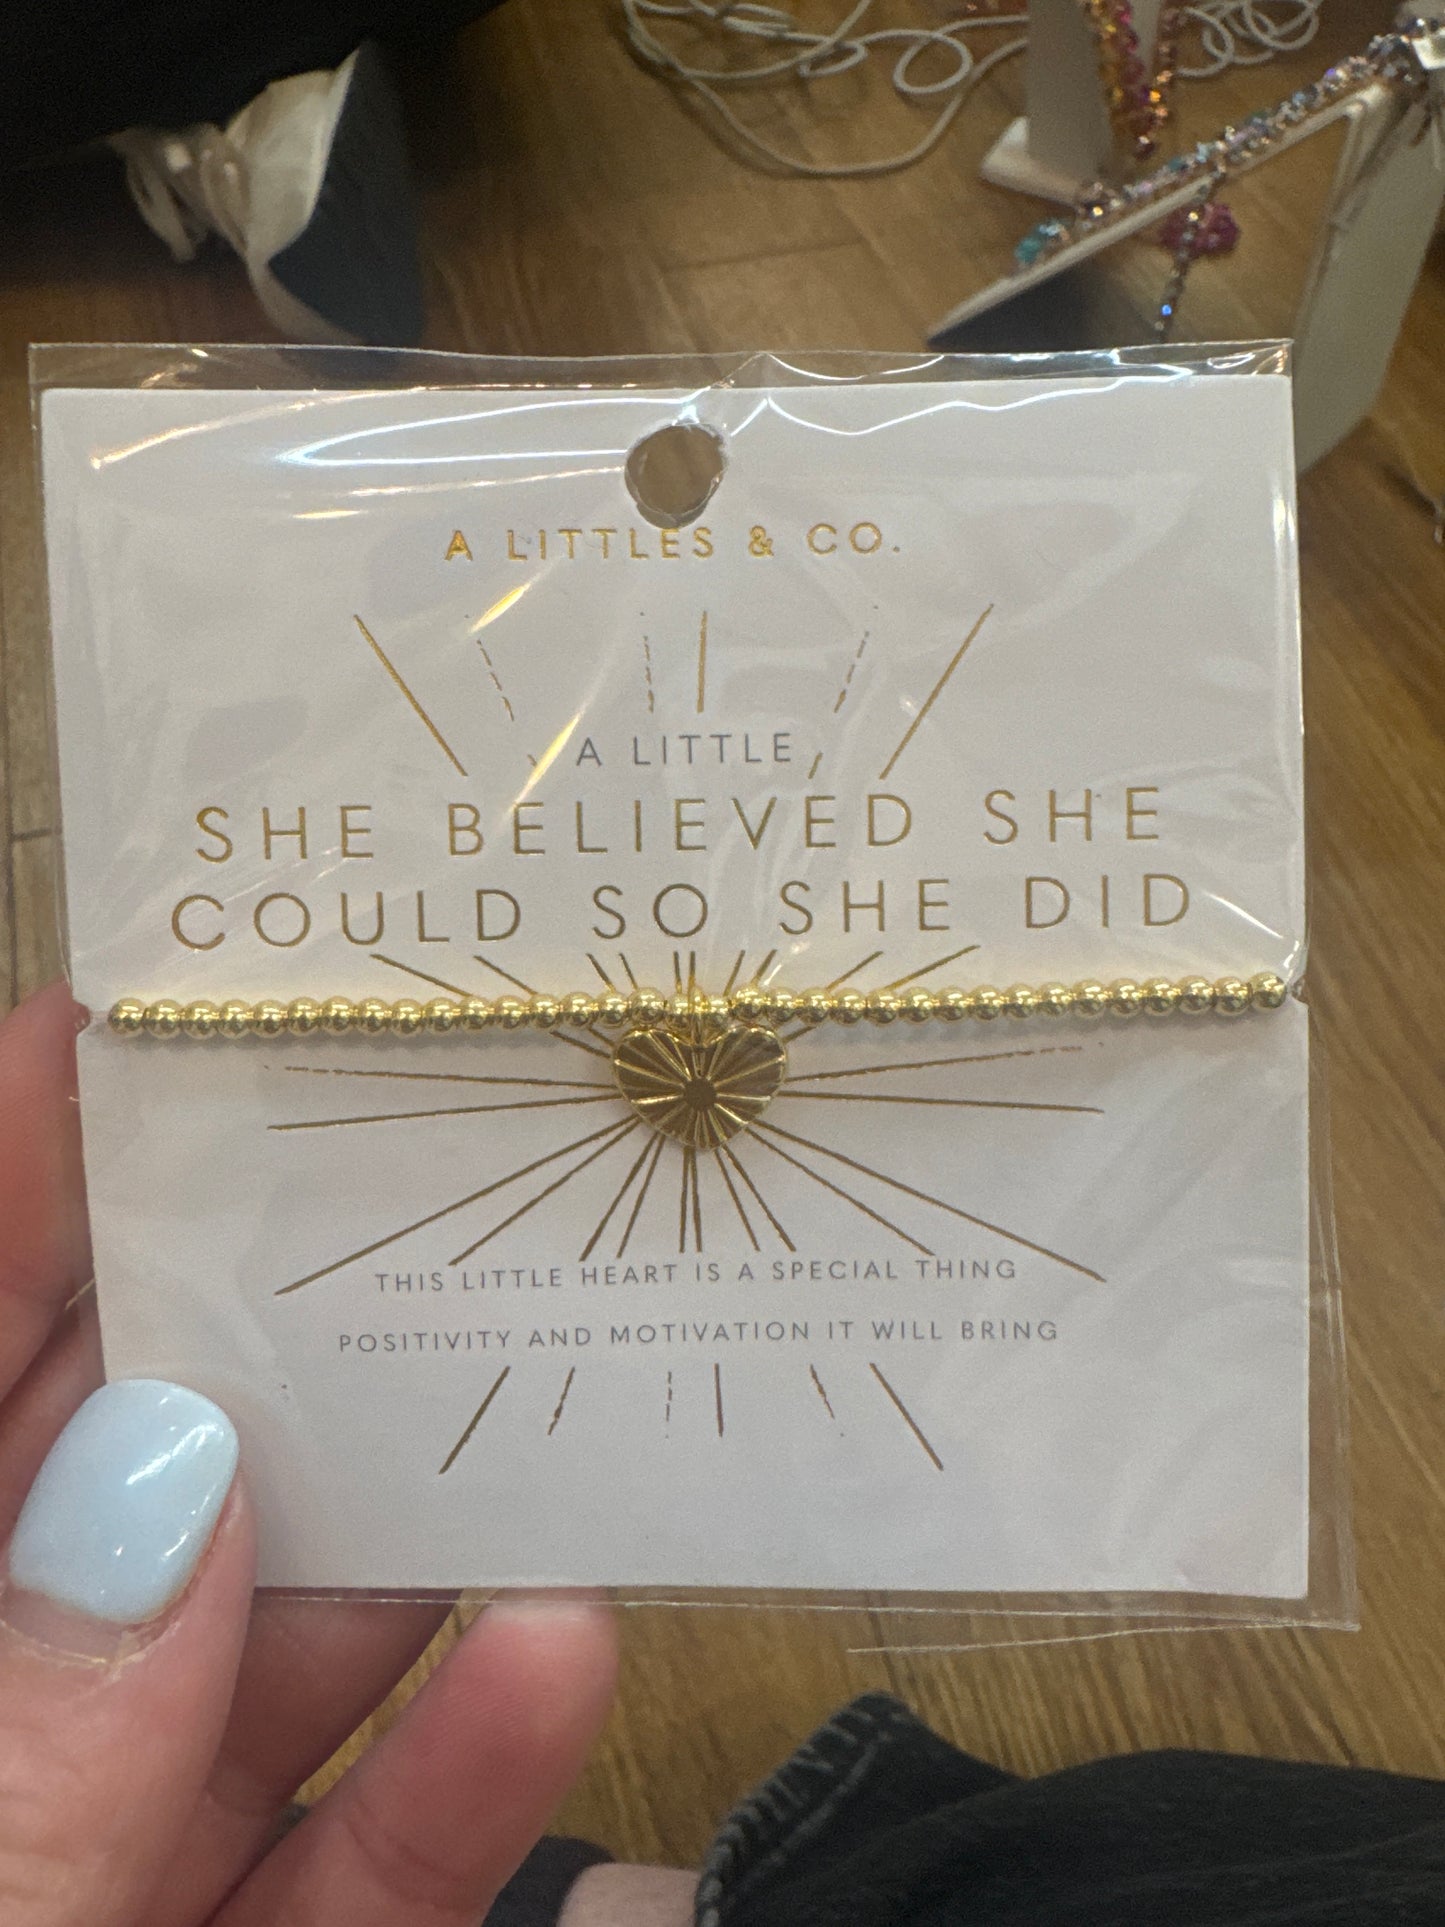 A LITTLES & CO.
A LITTLE
SHE BELIEVED SHE
COULD SO SHE DID
THIS LITTLE HEART IS A SPECIAL THING
POSITIVITY AND MOTIVATION IT WILL BRING